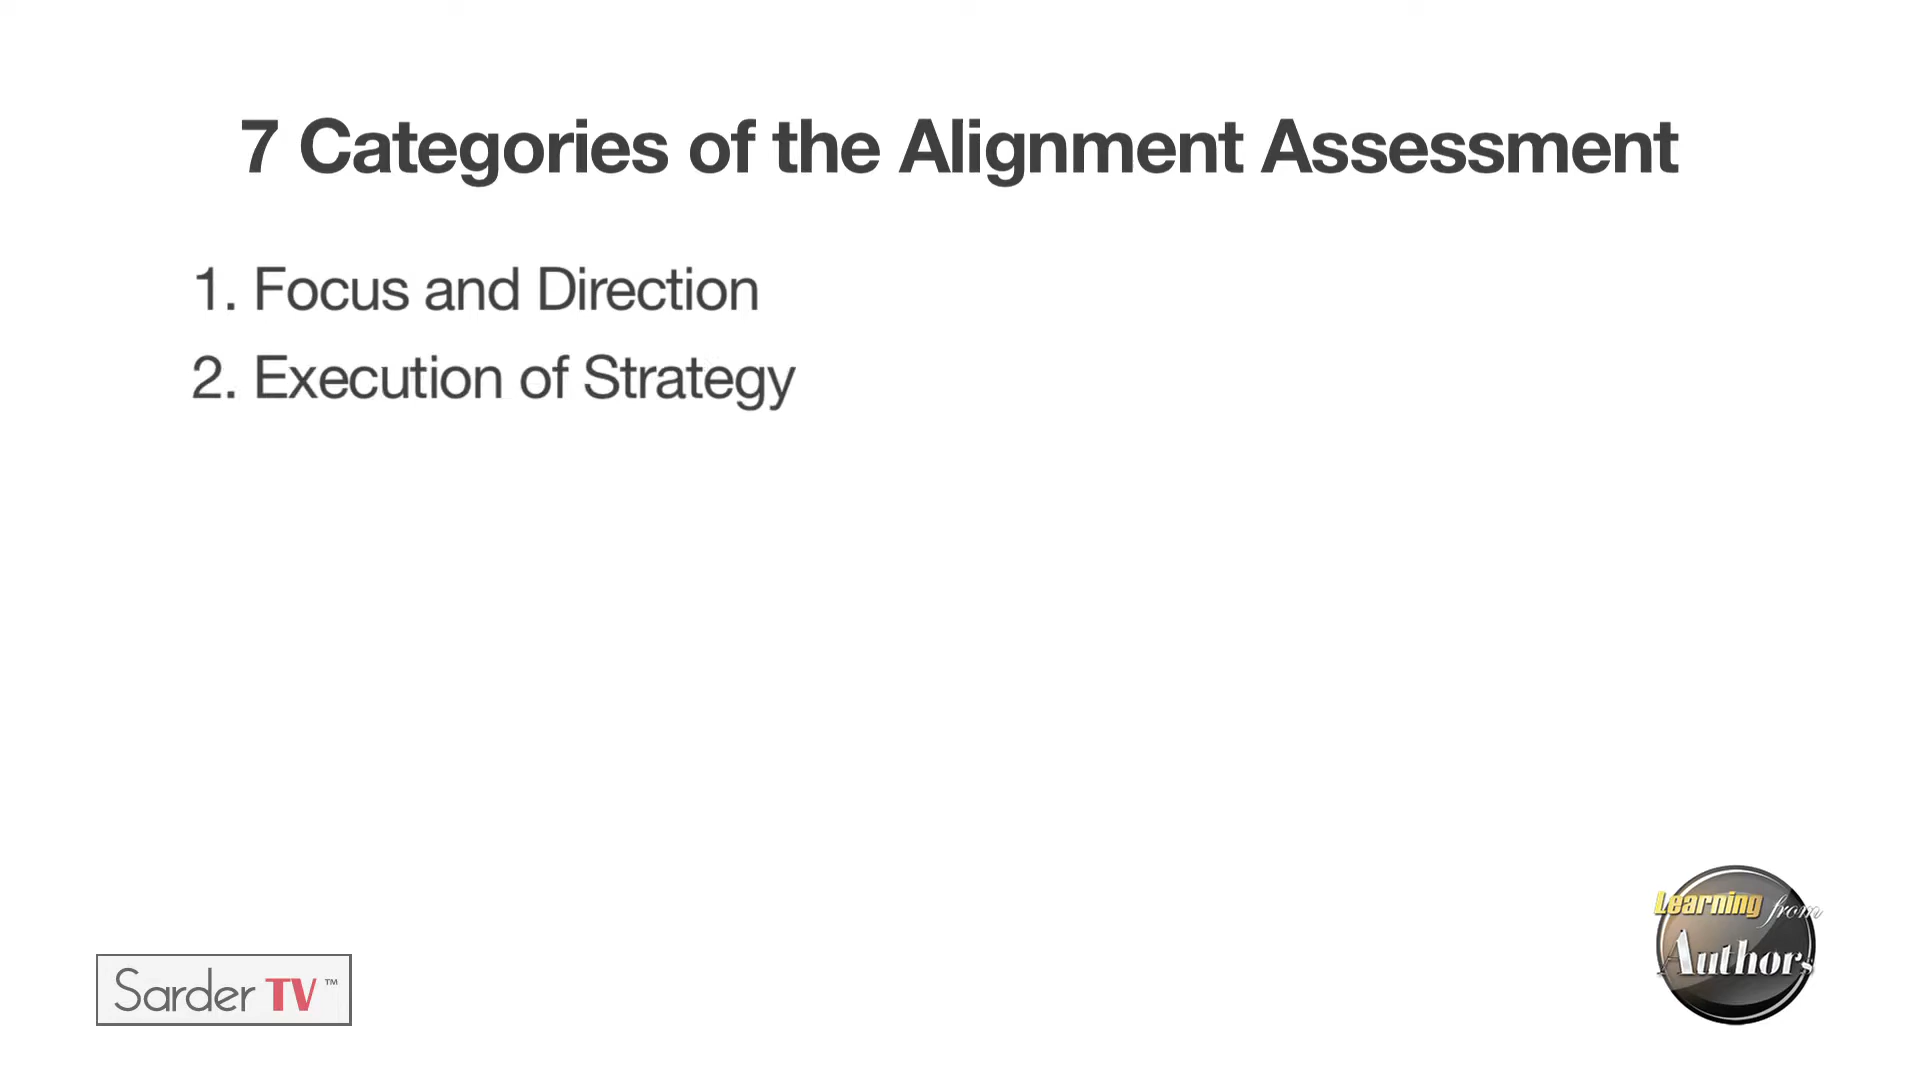 7 Categories of the Alignment Assessment
1. Focus and Direction
2. Execution of Strategy
Learning from
Authors
Sarder TV™